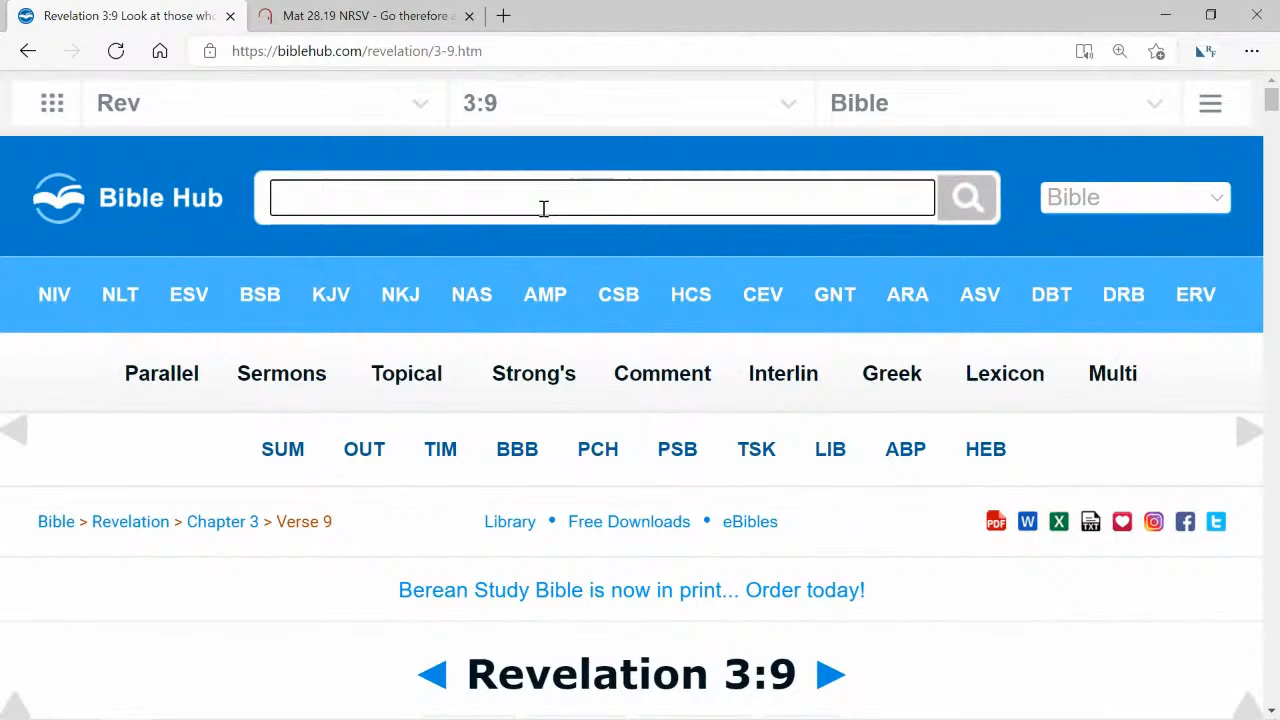 Revelation 3:9 Look at those who
Mat 28.19 NRSV - Go therefore a
https://biblehub.com/revelation/3-9.htm
Rev 3:9 Bible
Bible Hub Bible
NIV NLT ESV BSB KJV NKJ NAS AMP CSB HCS CEV GNT ARA ASV DBT DRB ERV
Parallel Sermons Topical Strong's Comment Interlin Greek Lexicon Multi
SUM OUT TIM BBB PCH PSB TSK LIB ABP HEB
Bible > Revelation > Chapter 3 > Verse 9 Library • Free Downloads • eBibles PDF W X TXT
Berean Study Bible is now in print... Order today!
◄ Revelation 3:9 ►